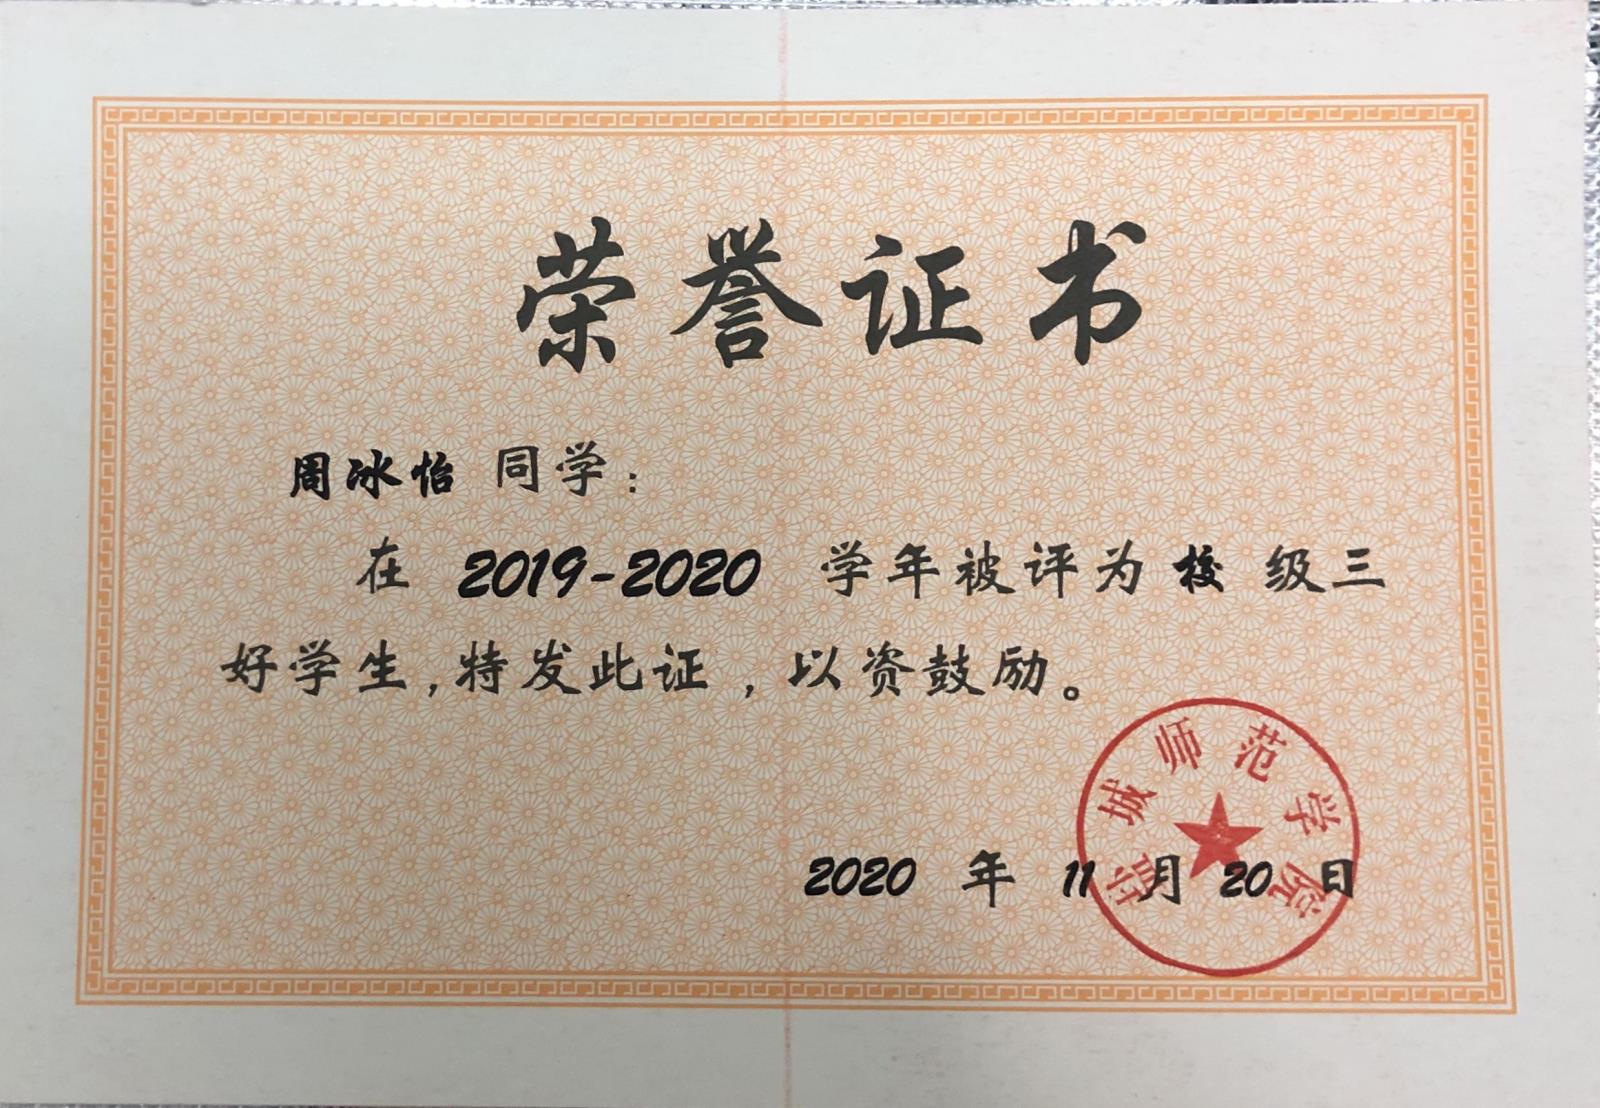 荣誉证书
周冰怡 同学：
在 2019-2020 学年被评为 校 级三
好学生，特发此证，以资鼓励。
城师范学院
2020 年 11 月 20 日